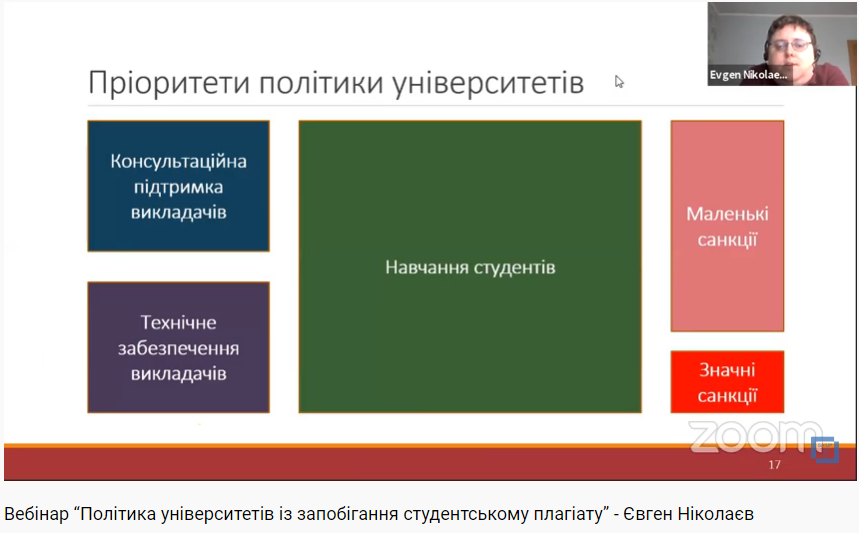 Evgen Nikolae...
Пріоритети політики університетів
Консультаційна
підтримка
викладачів
Технічне
забезпечення
викладачів
Навчання студентів
Маленькі
санкції
Значні
санкції
zoom
17
Вебінар “Політика університетів із запобігання студентському плагіату” - Євген Ніколаєв